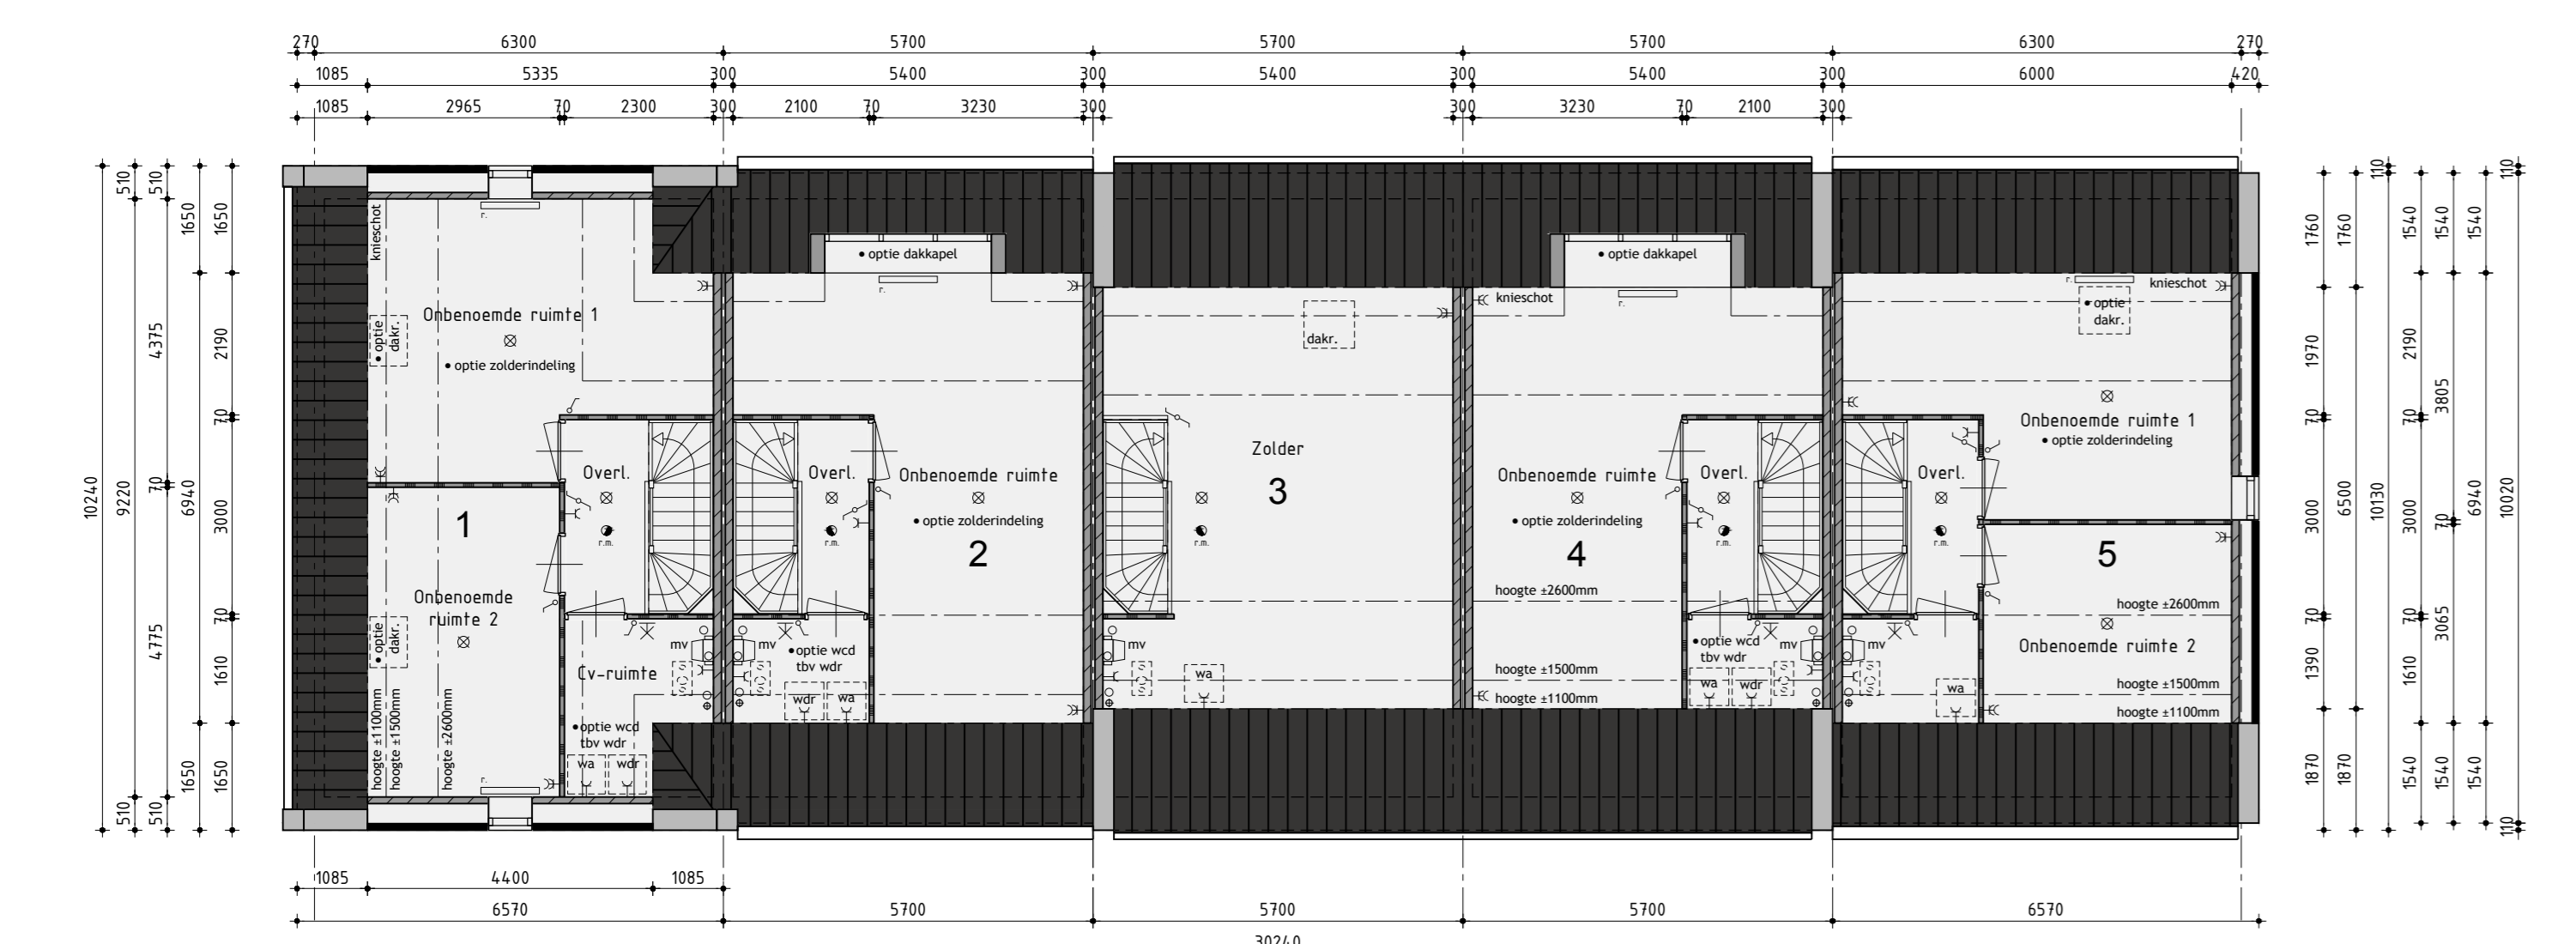 270 6300 5700 5700 5700 6300 270
1085 5335 300 5400 300 5400 300 5400 300 6000 420
1085 2965 70 2300 300 2100 70 3230 300 300 3230 70 2100 300
10240
510 9220 510
510 4375 70 4775 510
1650 6940 1650
1650 2190 70 3000 70 1610 1650
knieschot
r.
Onbenoemde ruimte 1
• optie zolderindeling
• optie
dakr.
Overl.
r.m.
1
Onbenoemde
ruimte 2
• optie
dakr.
hoogte ±1100mm
hoogte ±1500mm
hoogte ±2600mm
r.
mv
Cv-ruimte
•optie wcd
tbv wdr
wa wdr
• optie dakkapel
r.
Overl.
r.m.
Onbenoemde ruimte
• optie zolderindeling
2
mv
•optie wcd
tbv wdr
wdr wa
dakr.
Zolder
3
r.m.
mv
wa
• optie dakkapel
knieschot
r.
Onbenoemde ruimte
• optie zolderindeling
4
Overl.
r.m.
hoogte ±2600mm
hoogte ±1500mm
hoogte ±1100mm
•optie wcd
tbv wdr
mv
wa wdr
r.
knieschot
• optie
dakr.
Onbenoemde ruimte 1
• optie zolderindeling
Overl.
r.m.
5
hoogte ±2600mm
Onbenoemde ruimte 2
hoogte ±1500mm
hoogte ±1100mm
mv
wa
1760 1970 70 3000 70 1390 1870
1760 6500 1870
110 10130
1540 2190 70 3000 70 1610 1540
1540 3805 70 3065 1540
1540 6940 1540
110 10020 110
1085 4400 1085
6570 5700 5700 5700 6570
30240